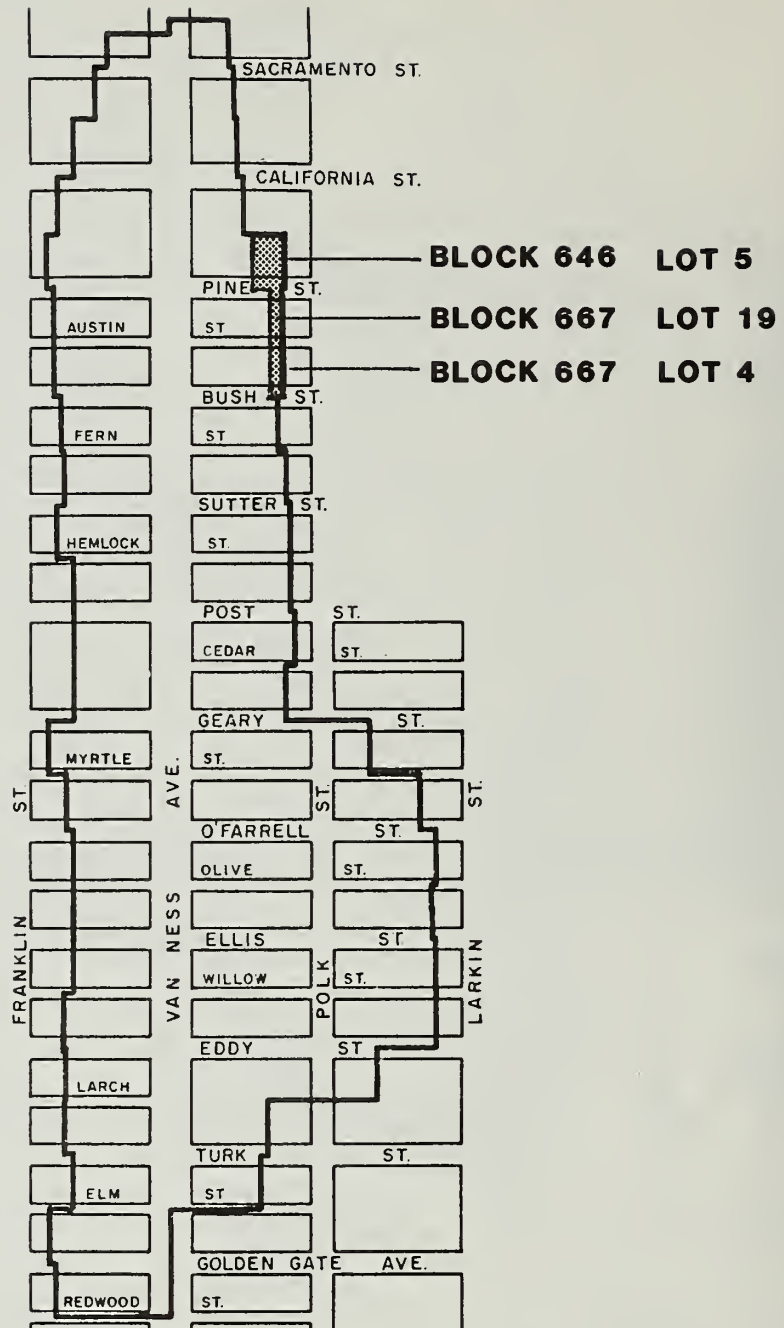 SACRAMENTO ST.
CALIFORNIA ST.
BLOCK 646 LOT 5
PINE ST.
BLOCK 667 LOT 19
AUSTIN ST
BLOCK 667 LOT 4
BUSH ST.
FERN ST
SUTTER ST.
HEMLOCK ST.
POST ST.
CEDAR ST.
GEARY ST.
MYRTLE ST.
FRANKLIN ST.
VAN NESS AVE.
POLK ST.
LARKIN ST.
O'FARRELL ST.
OLIVE ST.
ELLIS ST.
WILLOW ST.
EDDY ST
LARCH
TURK ST.
ELM ST
GOLDEN GATE AVE.
REDWOOD ST.